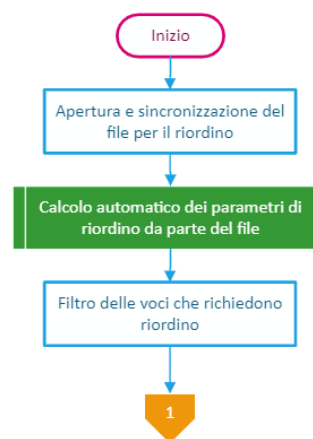 Inizio
Apertura e sincronizzazione del
file per il riordino
Calcolo automatico dei parametri di
riordino da parte del file
Filtro delle voci che richiedono
riordino
1